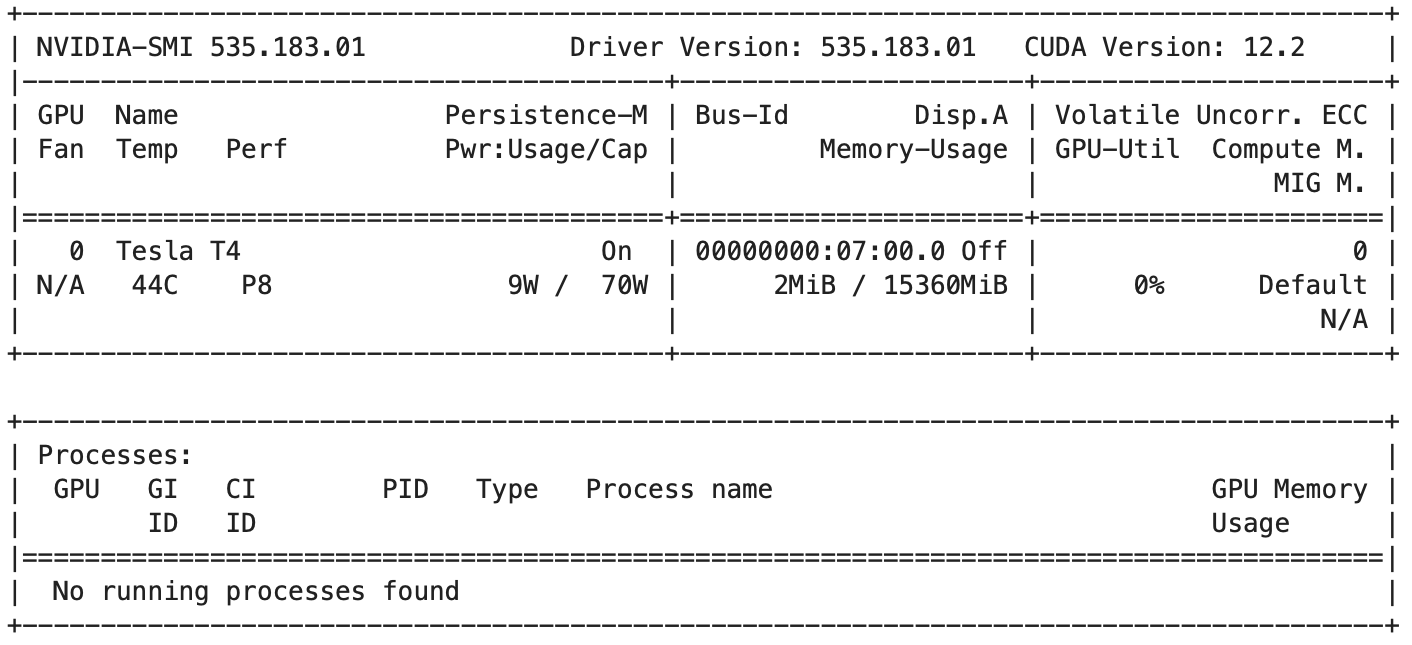 +-----------------------------------------------------------------------------------------+
| NVIDIA-SMI 535.183.01             Driver Version: 535.183.01   CUDA Version: 12.2     |
|-----------------------------------------+----------------------+----------------------+
| GPU  Name                 Persistence-M | Bus-Id        Disp.A | Volatile Uncorr. ECC |
| Fan  Temp   Perf          Pwr:Usage/Cap |         Memory-Usage | GPU-Util  Compute M. |
|                                         |                      |               MIG M. |
|=========================================+======================+======================|
|   0  Tesla T4                       On  | 00000000:07:00.0 Off |                    0 |
| N/A   44C    P8               9W /  70W |      2MiB / 15360MiB |      0%      Default |
|                                         |                      |                  N/A |
+-----------------------------------------+----------------------+----------------------+

+---------------------------------------------------------------------------------------+
| Processes:                                                                            |
|  GPU   GI   CI        PID   Type   Process name                            GPU Memory |
|        ID   ID                                                             Usage      |
|=======================================================================================|
|  No running processes found                                                           |
+---------------------------------------------------------------------------------------+